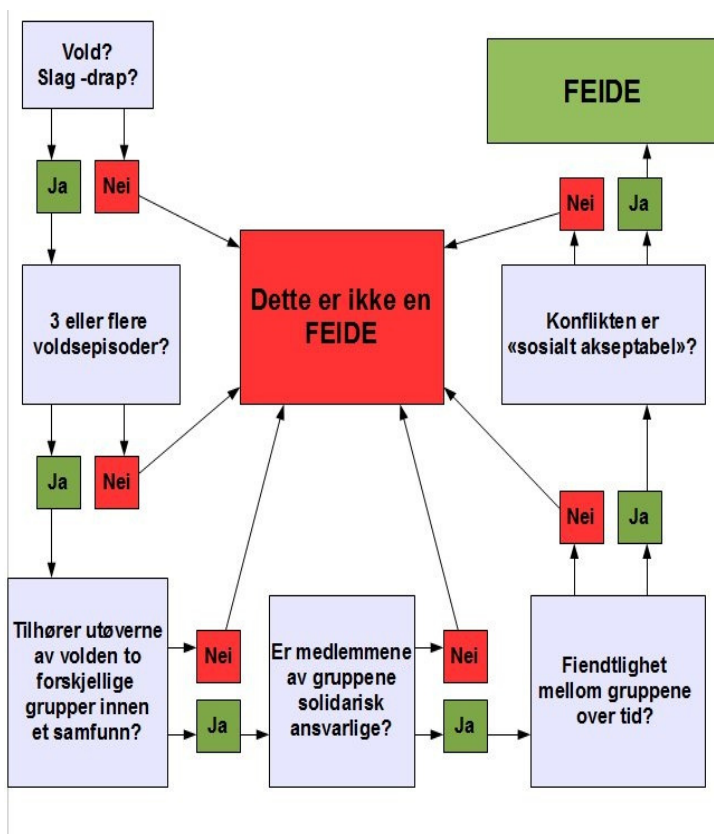 Vold?
Slag -drap?
Ja
Nei
3 eller flere
voldsepisoder?
Ja
Nei
Tilhører utøverne
av volden to
forskjellige
grupper innen
et samfunn?
Nei
Ja
Er medlemmene
av gruppene
solidarisk
ansvarlige?
Nei
Ja
Fiendtlighet
mellom gruppene
over tid?
Nei
Ja
Konflikten er
«sosialt akseptabel»?
Nei
Ja
FEIDE
Dette er ikke en
FEIDE